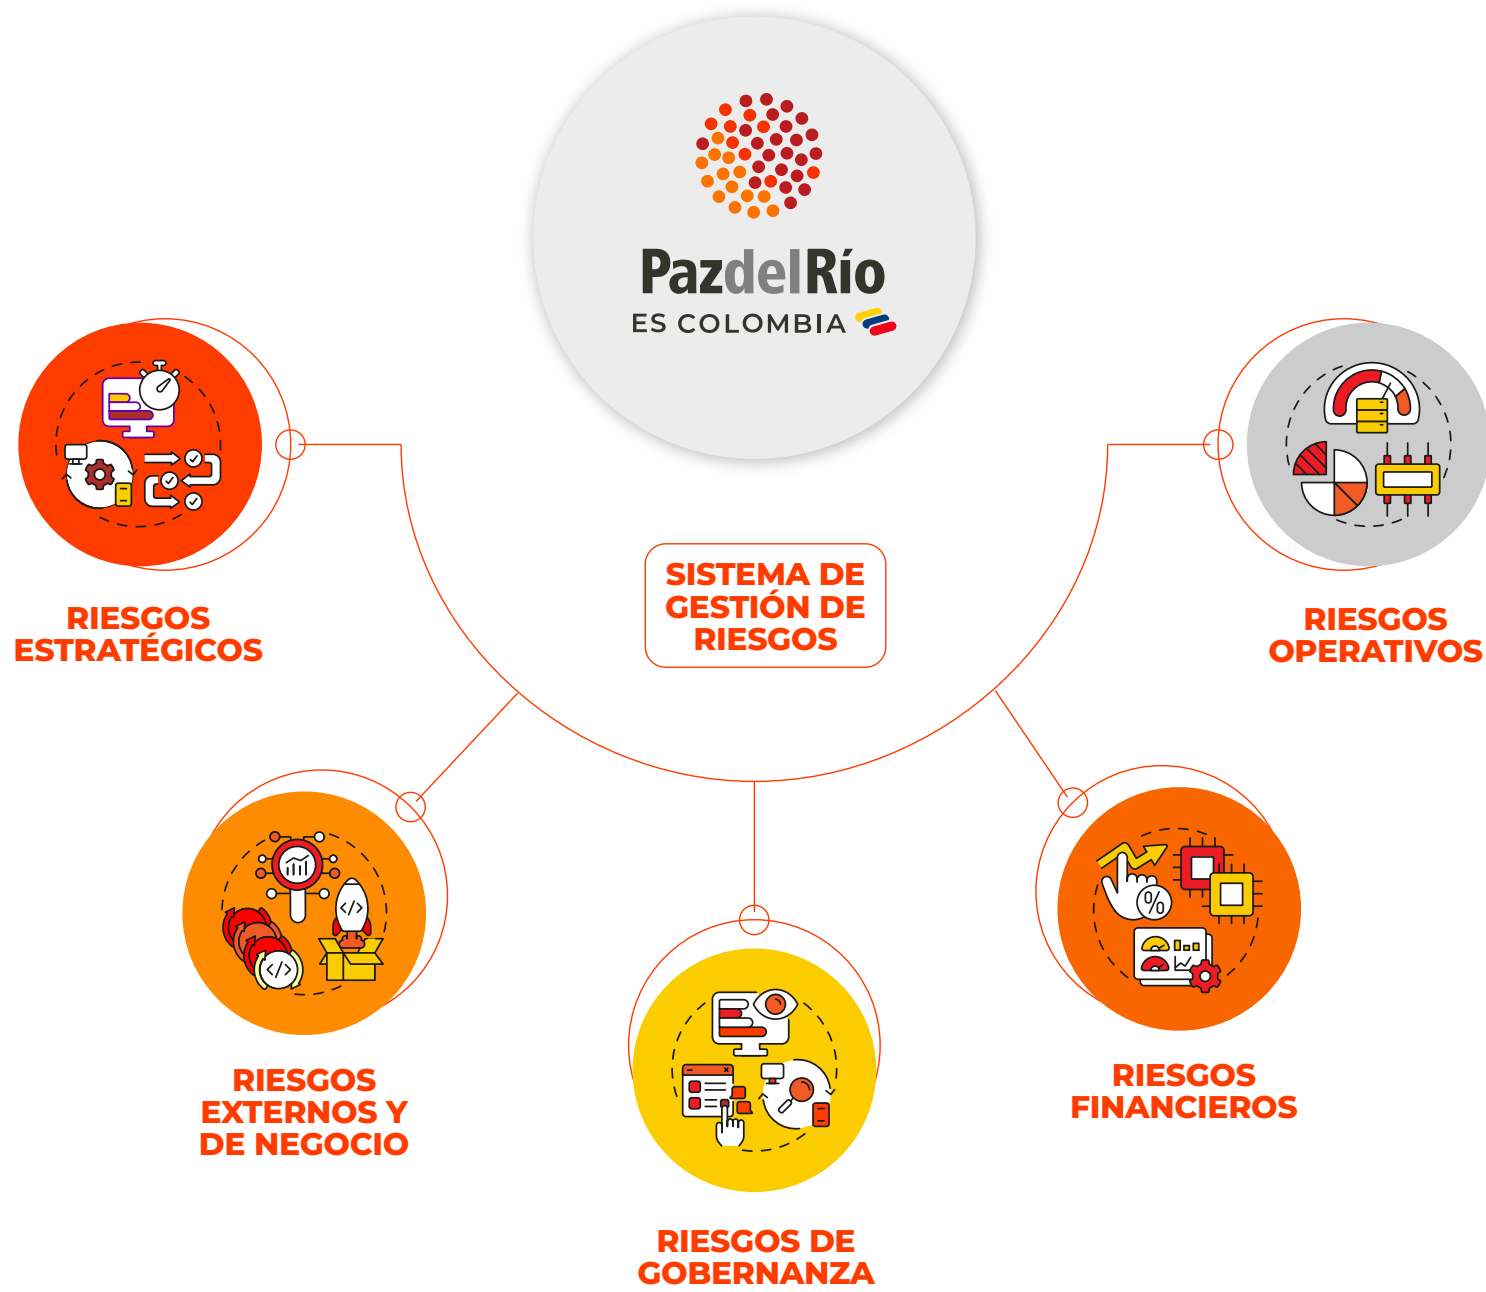 PazdelRío
ES COLOMBIA
SISTEMA DE
GESTIÓN DE
RIESGOS
RIESGOS
ESTRATÉGICOS
RIESGOS
EXTERNOS Y
DE NEGOCIO
RIESGOS DE
GOBERNANZA
RIESGOS
FINANCIEROS
RIESGOS
OPERATIVOS